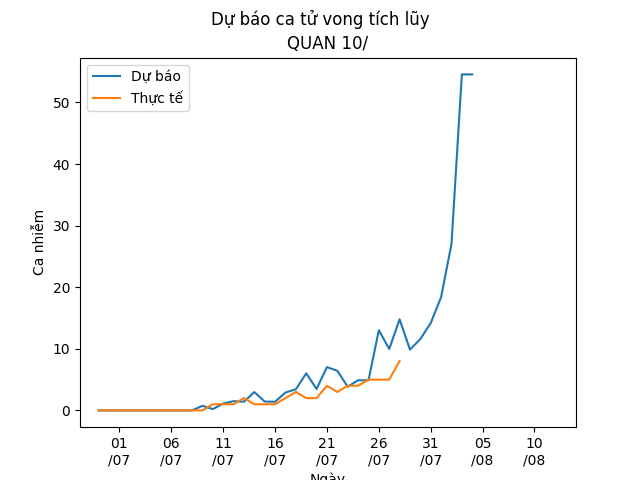 Dự báo ca tử vong tích lũy
QUAN 10/
Dự báo
Thực tế
Ca nhiễm
50
40
30
20
10
0
01 06 11 16 21 26 31 05 10
/07 /07 /07 /07 /07 /07 /07 /08 /08
Ngày